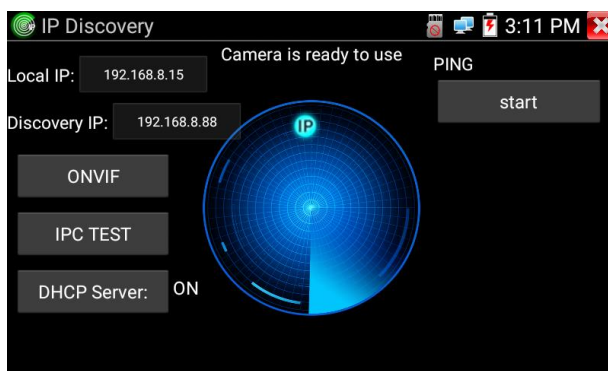 IP Discovery
3:11 PM
Camera is ready to use
Local IP: 192.168.8.15
PING
start
Discovery IP: 192.168.8.88
IP
ONVIF
IPC TEST
DHCP Server: ON